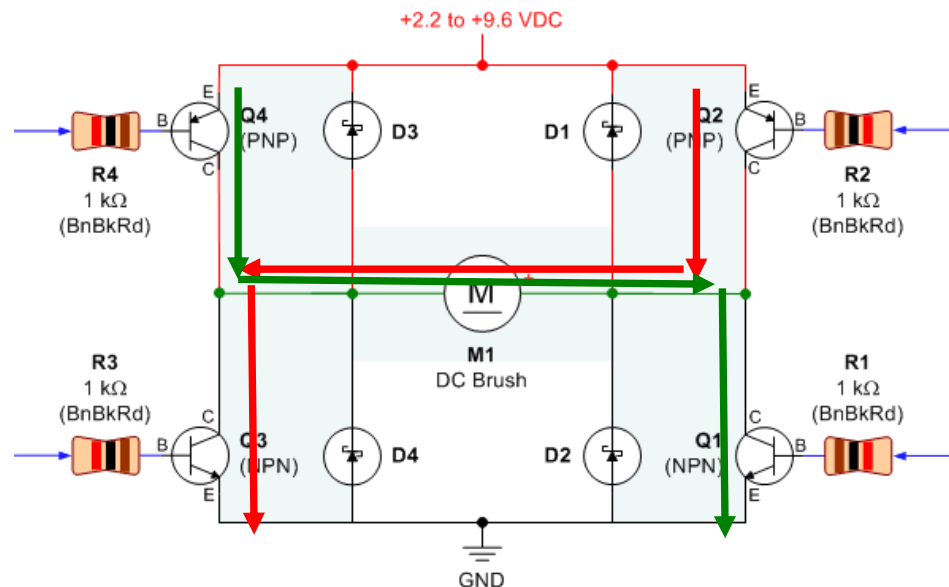 +2.2 to +9.6 VDC
E
Q4
(PNP)
B
C
R4
1 kΩ
(BnBkRd)
D3
D1
E
Q2
(PNP)
B
C
R2
1 kΩ
(BnBkRd)
M
+
M1
DC Brush
R3
1 kΩ
(BnBkRd)
C
B
Q3
(NPN)
E
D4
D2
R1
1 kΩ
(BnBkRd)
C
Q1
(NPN)
B
E
GND